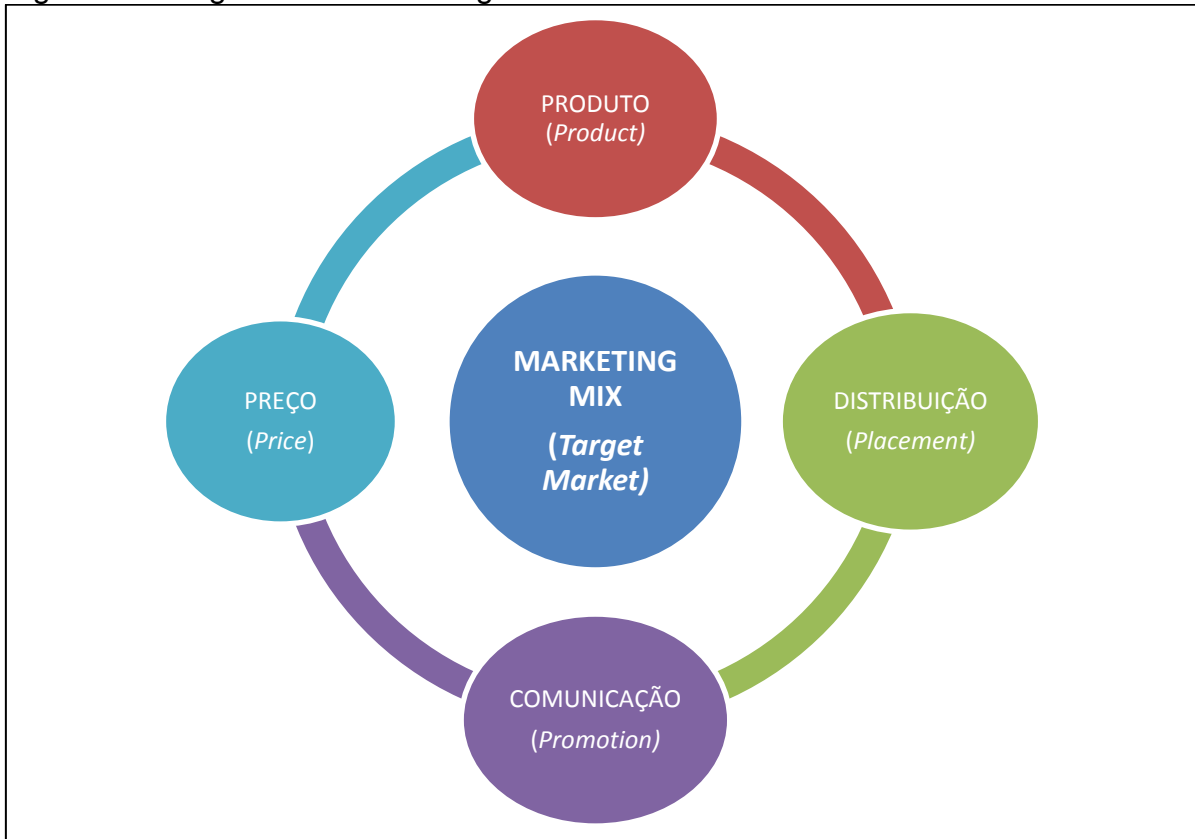 PRODUTO
(Product)
MARKETING
MIX
(Target
Market)
PREÇO
(Price)
DISTRIBUIÇÃO
(Placement)
COMUNICAÇÃO
(Promotion)